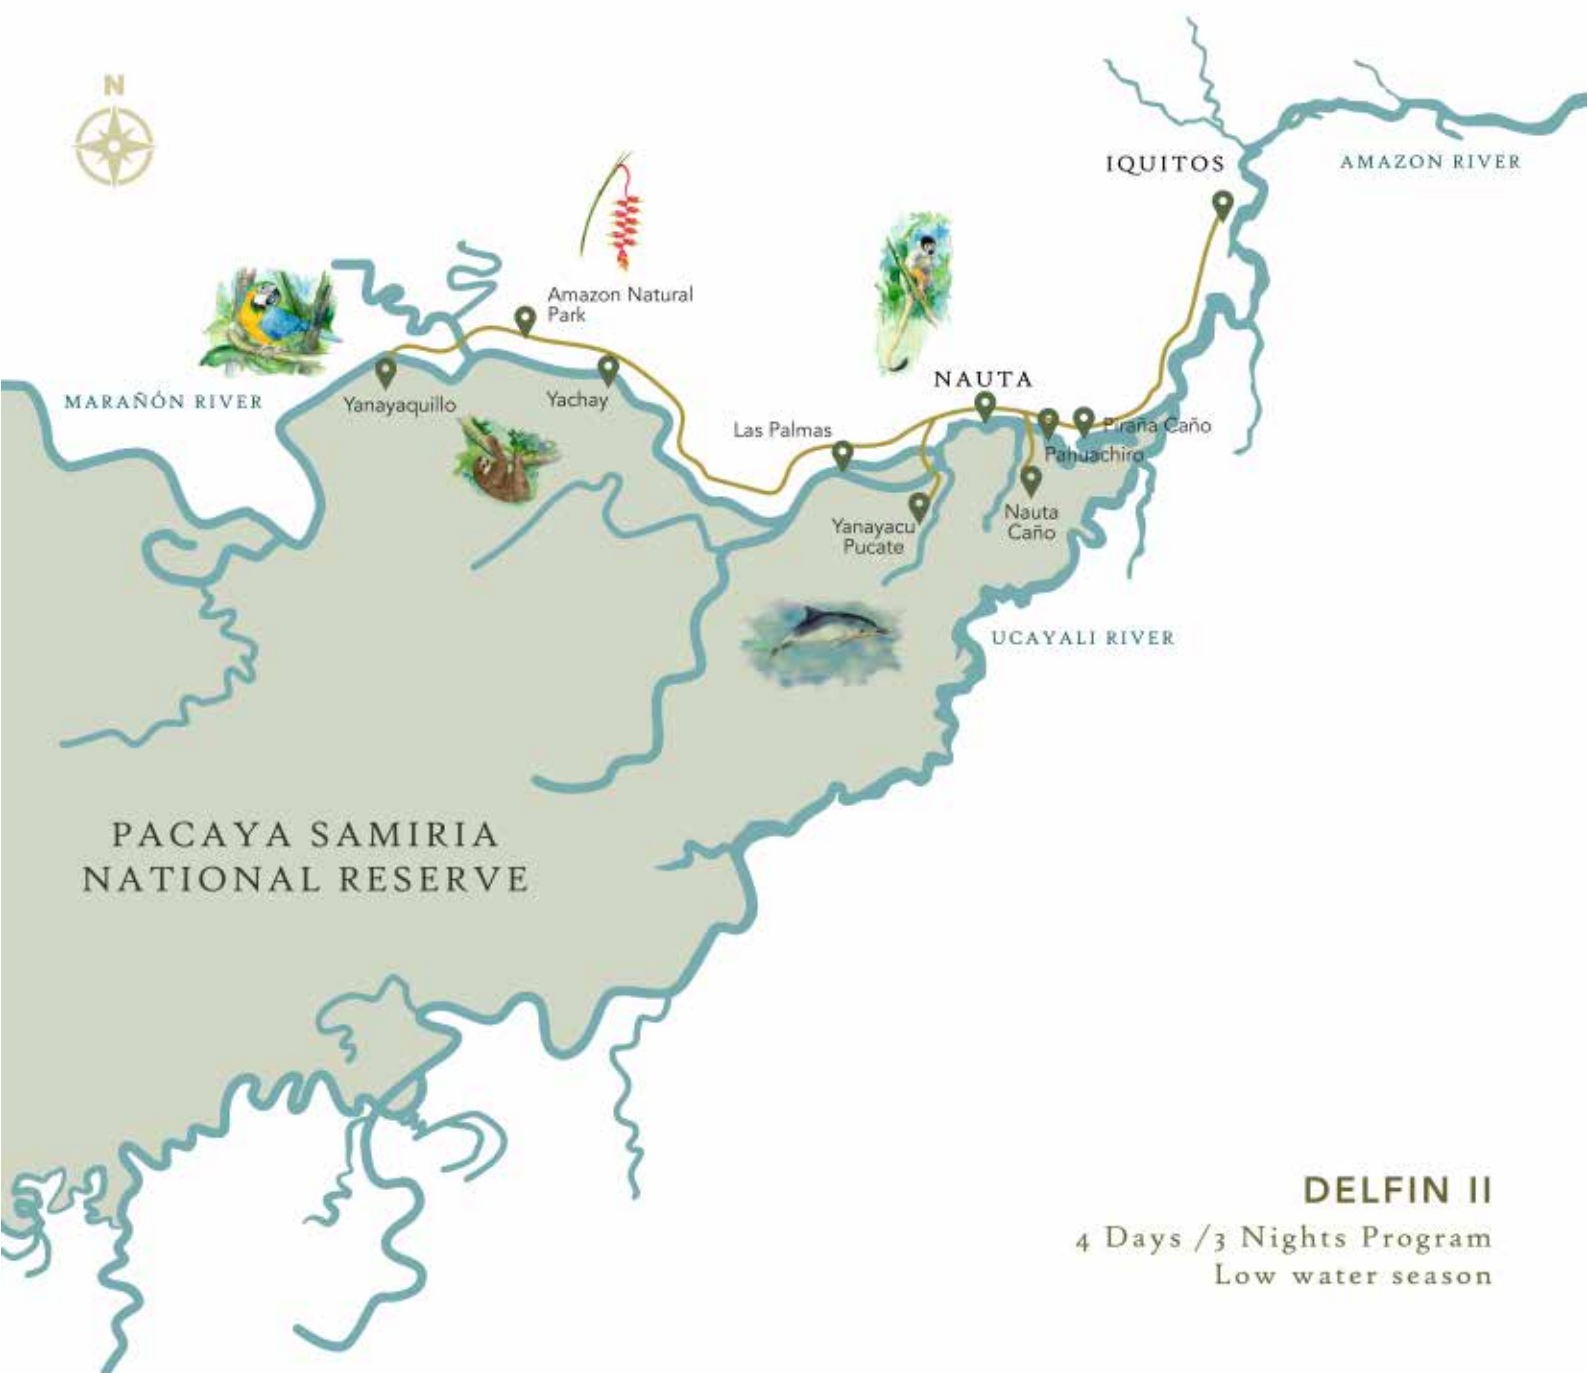 N
IQUITOS
AMAZON RIVER
Amazon Natural
Park
NAUTA
MARAÑÓN RIVER
Yanayaquillo
Yachay
Las Palmas
Piraña Caño
Pahuachiro
Yanayacu
Pucate
Nauta
Caño
UCAYALI RIVER
PACAYA SAMIRIA
NATIONAL RESERVE
DELFIN II
4 Days /3 Nights Program
Low water season